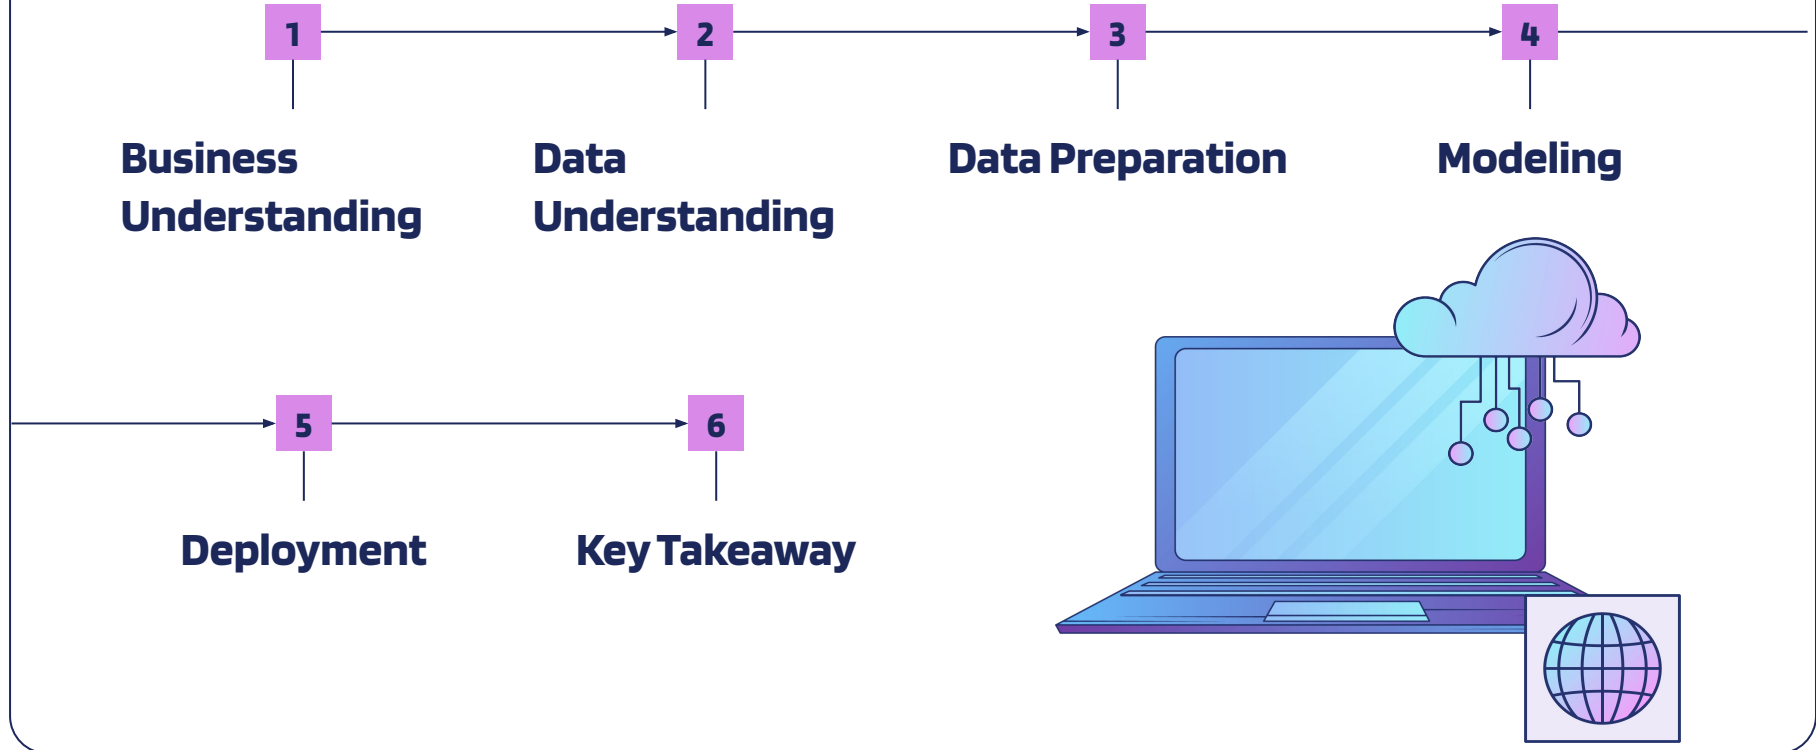 1
2
3
4
Business
Understanding
Data
Understanding
Data Preparation
Modeling
5
6
Deployment
Key Takeaway